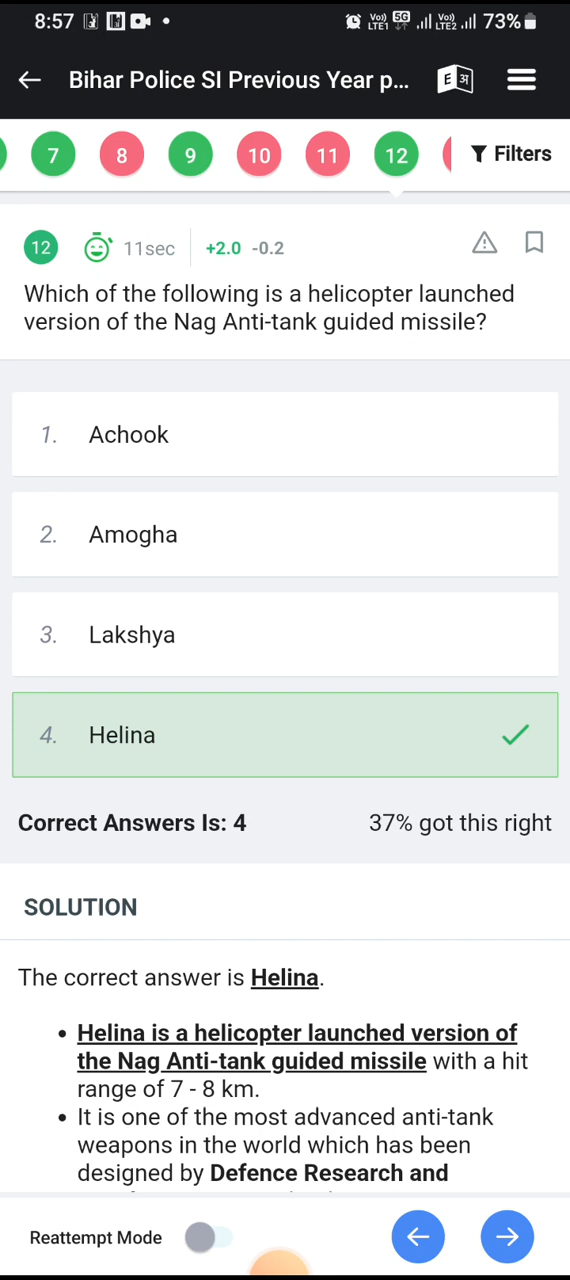 8:57 Vo) LTE1 5G Vo) LTE2 73%
Bihar Police SI Previous Year p... E अ
7 8 9 10 11 12 Filters
12 11sec +2.0 -0.2
Which of the following is a helicopter launched
version of the Nag Anti-tank guided missile?
1. Achook
2. Amogha
3. Lakshya
4. Helina
Correct Answers Is: 4 37% got this right
SOLUTION
The correct answer is Helina.
• Helina is a helicopter launched version of
the Nag Anti-tank guided missile with a hit
range of 7 - 8 km.
• It is one of the most advanced anti-tank
weapons in the world which has been
designed by Defence Research and
Reattempt Mode